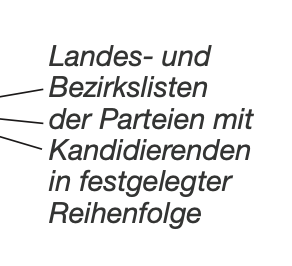 Landes- und
Bezirkslisten
der Parteien mit
Kandidierenden
in festgelegter
Reihenfolge